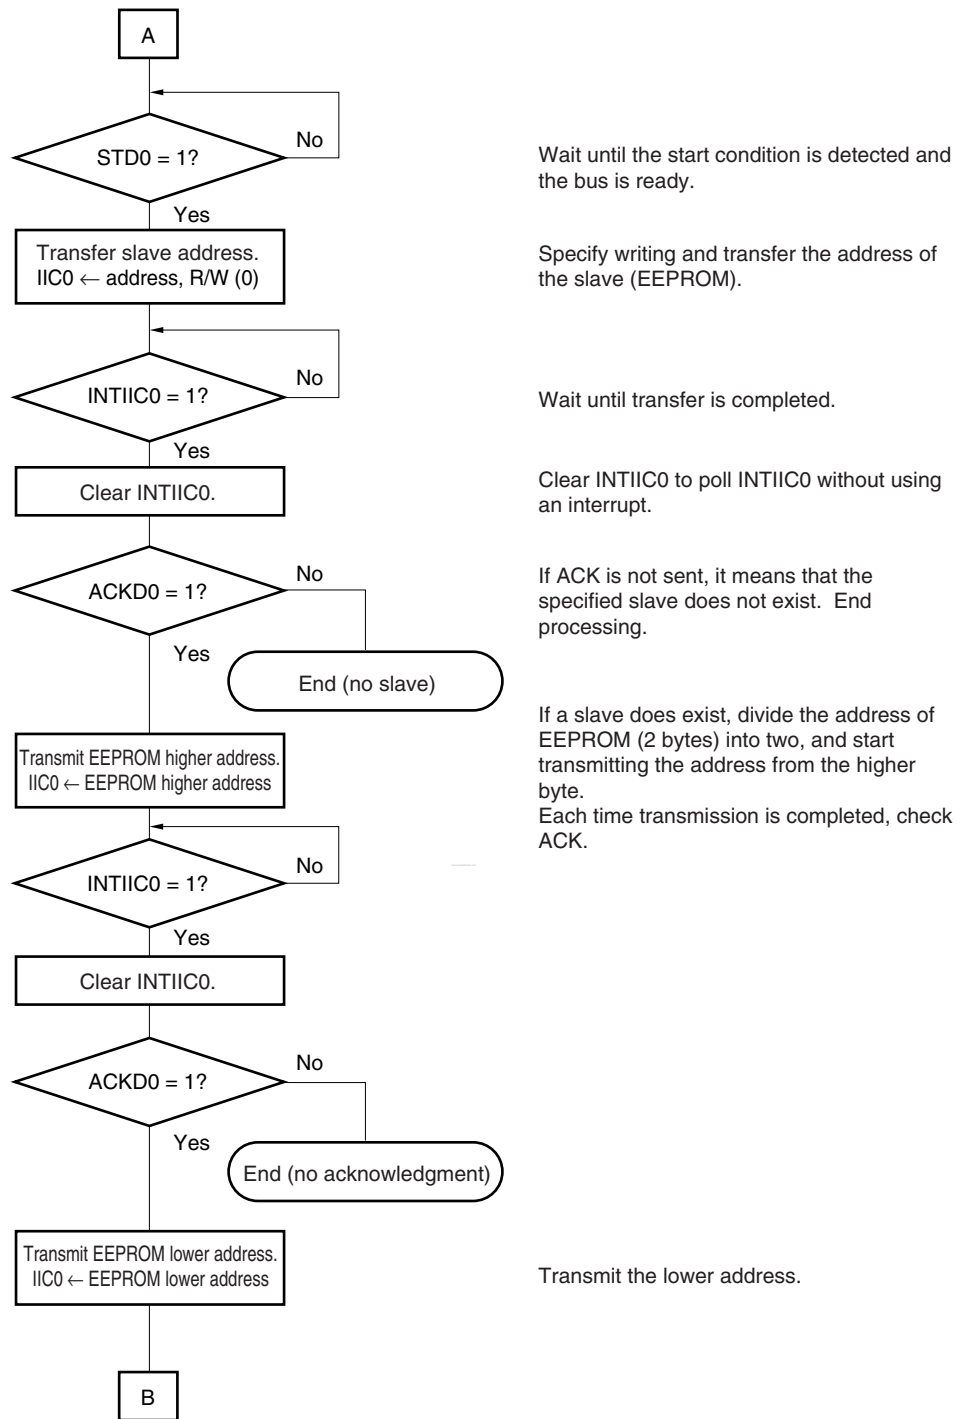 A
No
STD0 = 1?
Wait until the start condition is detected and
the bus is ready.
Yes
Transfer slave address.
IIC0 ← address, R/W (0)
Specify writing and transfer the address of
the slave (EEPROM).
No
INTIIC0 = 1?
Wait until transfer is completed.
Yes
Clear INTIIC0.
Clear INTIIC0 to poll INTIIC0 without using
an interrupt.
No
ACKD0 = 1?
If ACK is not sent, it means that the
specified slave does not exist.  End
processing.
Yes
End (no slave)
Transmit EEPROM higher address.
IIC0 ← EEPROM higher address
If a slave does exist, divide the address of
EEPROM (2 bytes) into two, and start
transmitting the address from the higher
byte.
Each time transmission is completed, check
ACK.
No
INTIIC0 = 1?
Yes
Clear INTIIC0.
No
ACKD0 = 1?
Yes
End (no acknowledgment)
Transmit EEPROM lower address.
IIC0 ← EEPROM lower address
Transmit the lower address.
B